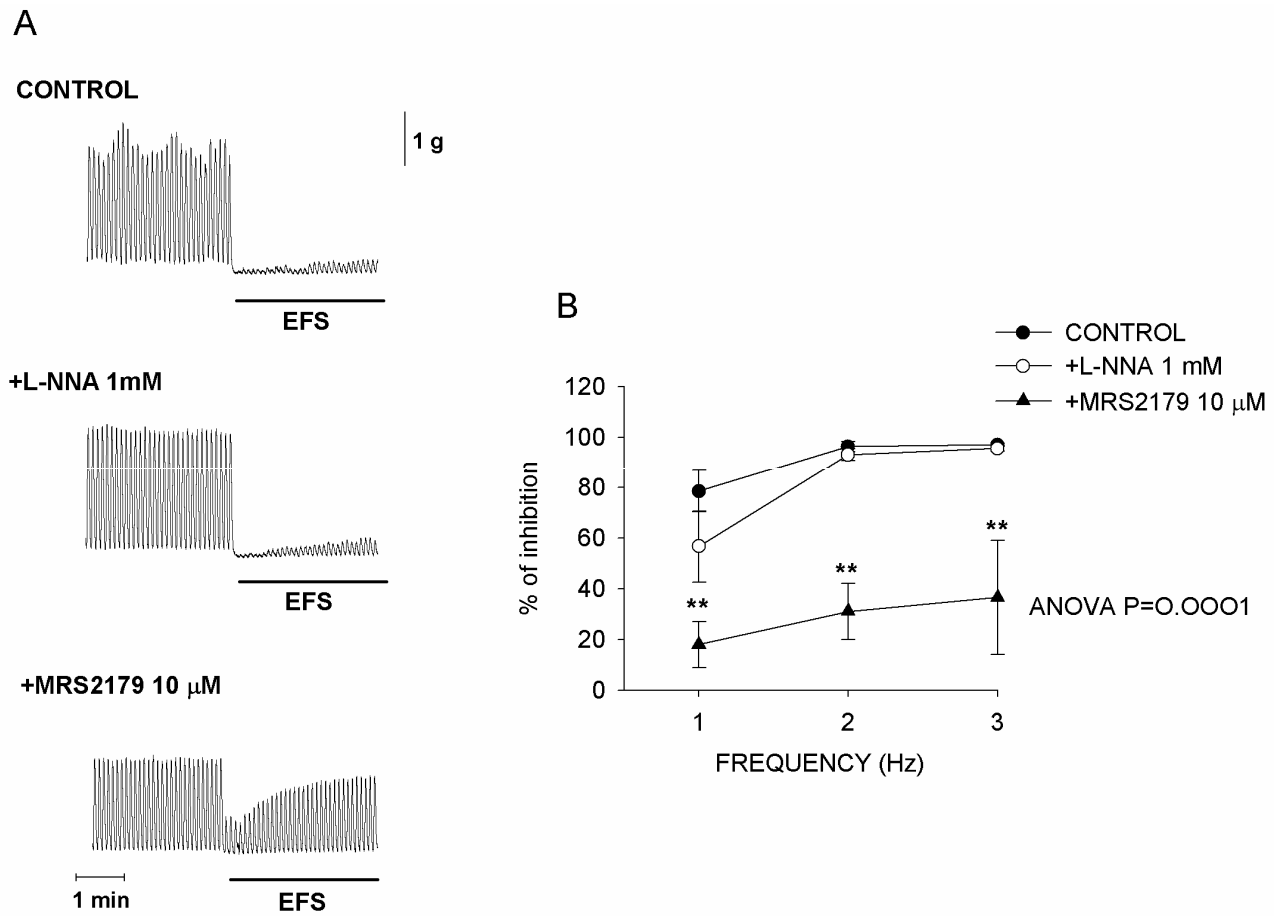 A
CONTROL
1 g
EFS
+L-NNA 1mM
EFS
+MRS2179 10 μM
1 min
EFS
B
CONTROL
+L-NNA 1 mM
+MRS2179 10 μM
120
100
80
60
40
20
0
% of inhibition
**
**
**
ANOVA P=O.OOO1
1 2 3
FREQUENCY (Hz)